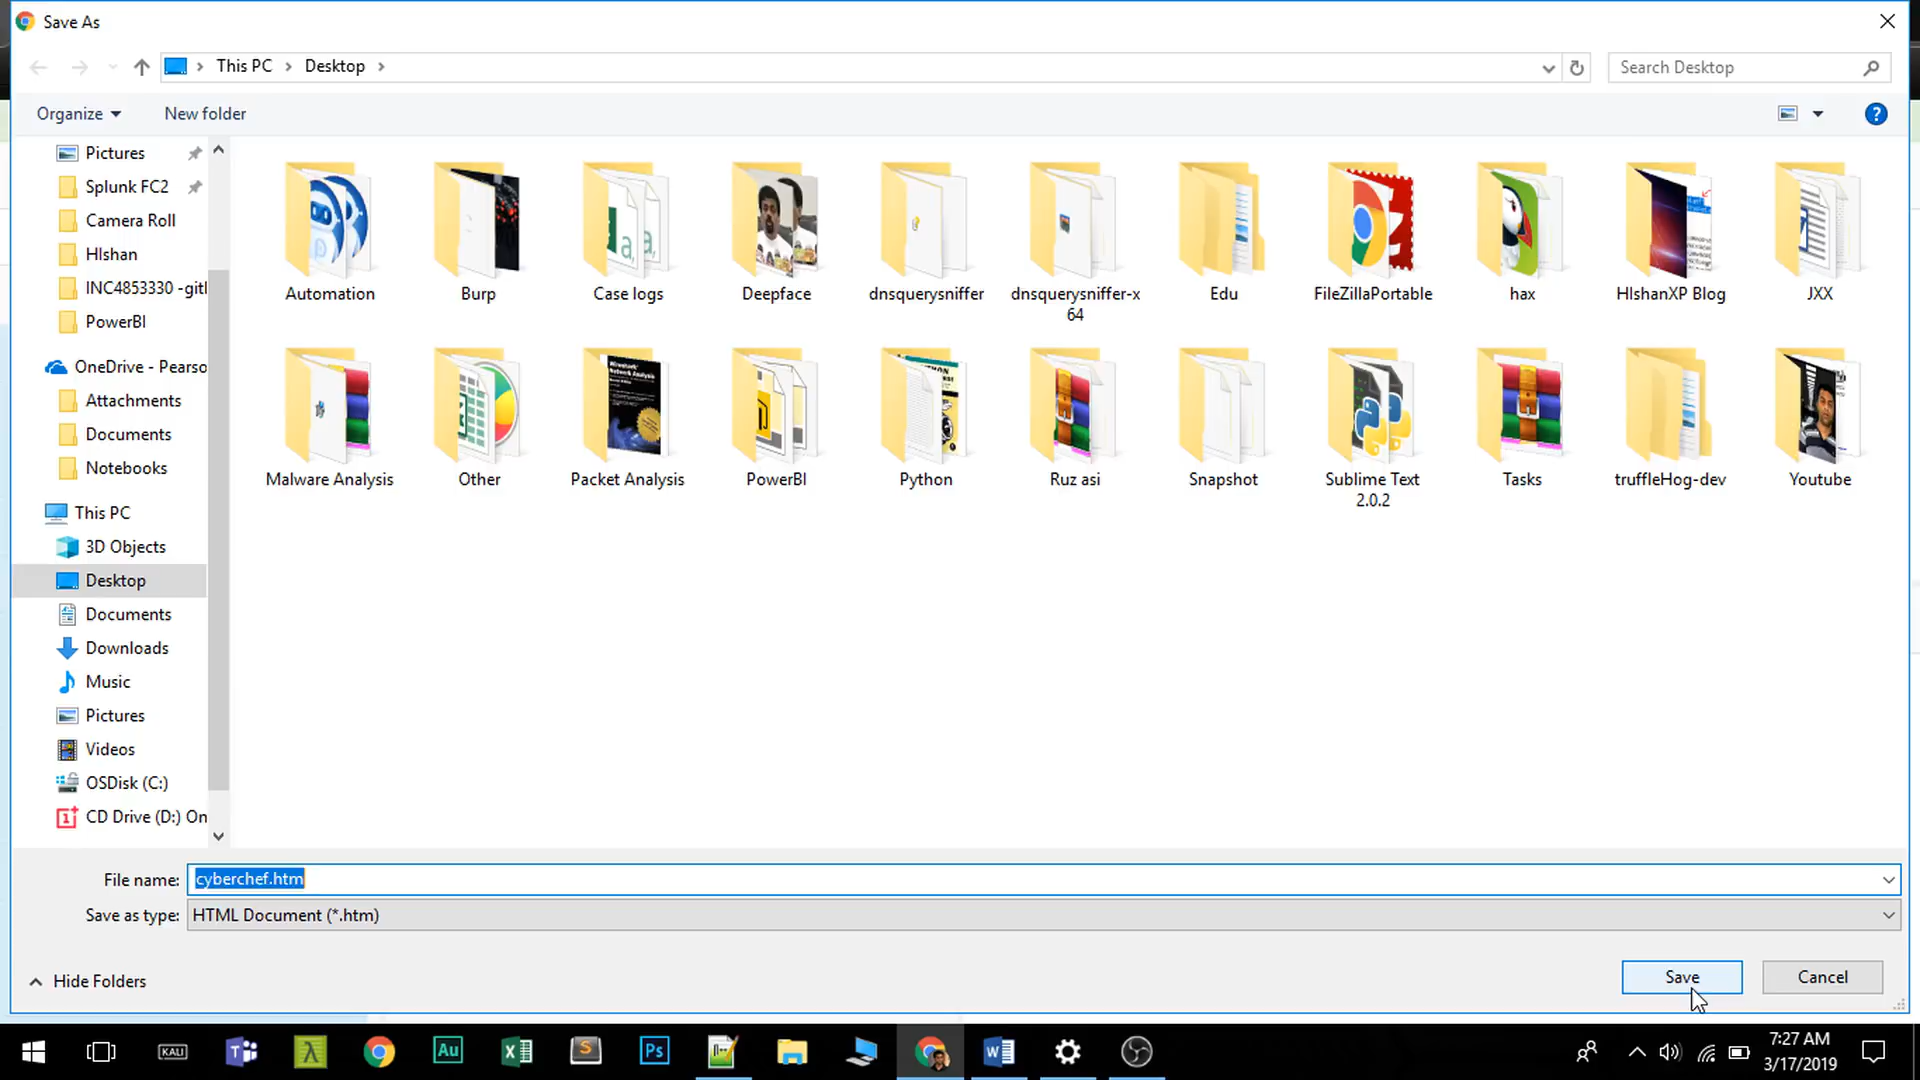 Save As
This PC
Desktop
Search Desktop
Organize
New folder
?
Pictures
Splunk FC2
Camera Roll
HIshan
INC4853330 -gitl
PowerBI
OneDrive - Pearso
Attachments
Documents
Notebooks
This PC
3D Objects
Desktop
Documents
Downloads
Music
Pictures
Videos
OSDisk (C:)
CD Drive (D:) On
Automation
Burp
Case logs
Deepface
dnsquerysniffer
dnsquerysniffer-x
64
Edu
FileZillaPortable
hax
HIshanXP Blog
JXX
Malware Analysis
Other
Packet Analysis
PowerBI
Python
Ruz asi
Snapshot
Sublime Text
2.0.2
Tasks
truffleHog-dev
Youtube
File name:
cyberchef.htm
Save as type:
HTML Document (*.htm)
Hide Folders
Save
Cancel
KALI
Au
Ps
7:27 AM
3/17/2019